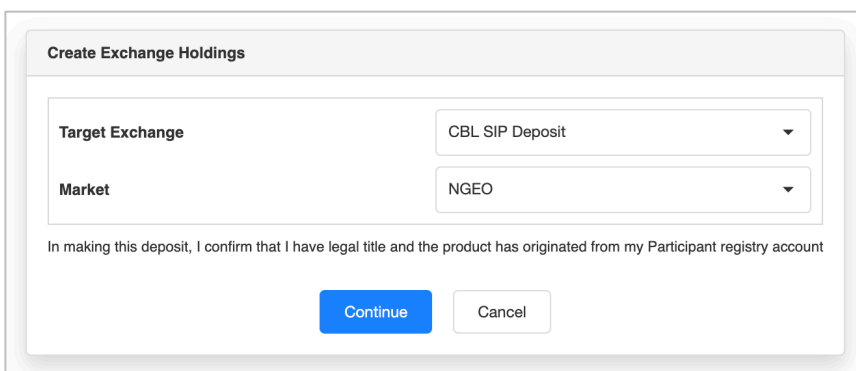 Create Exchange Holdings
Target Exchange CBL SIP Deposit
Market NGEO
In making this deposit, I confirm that I have legal title and the product has originated from my Participant registry account
Continue Cancel